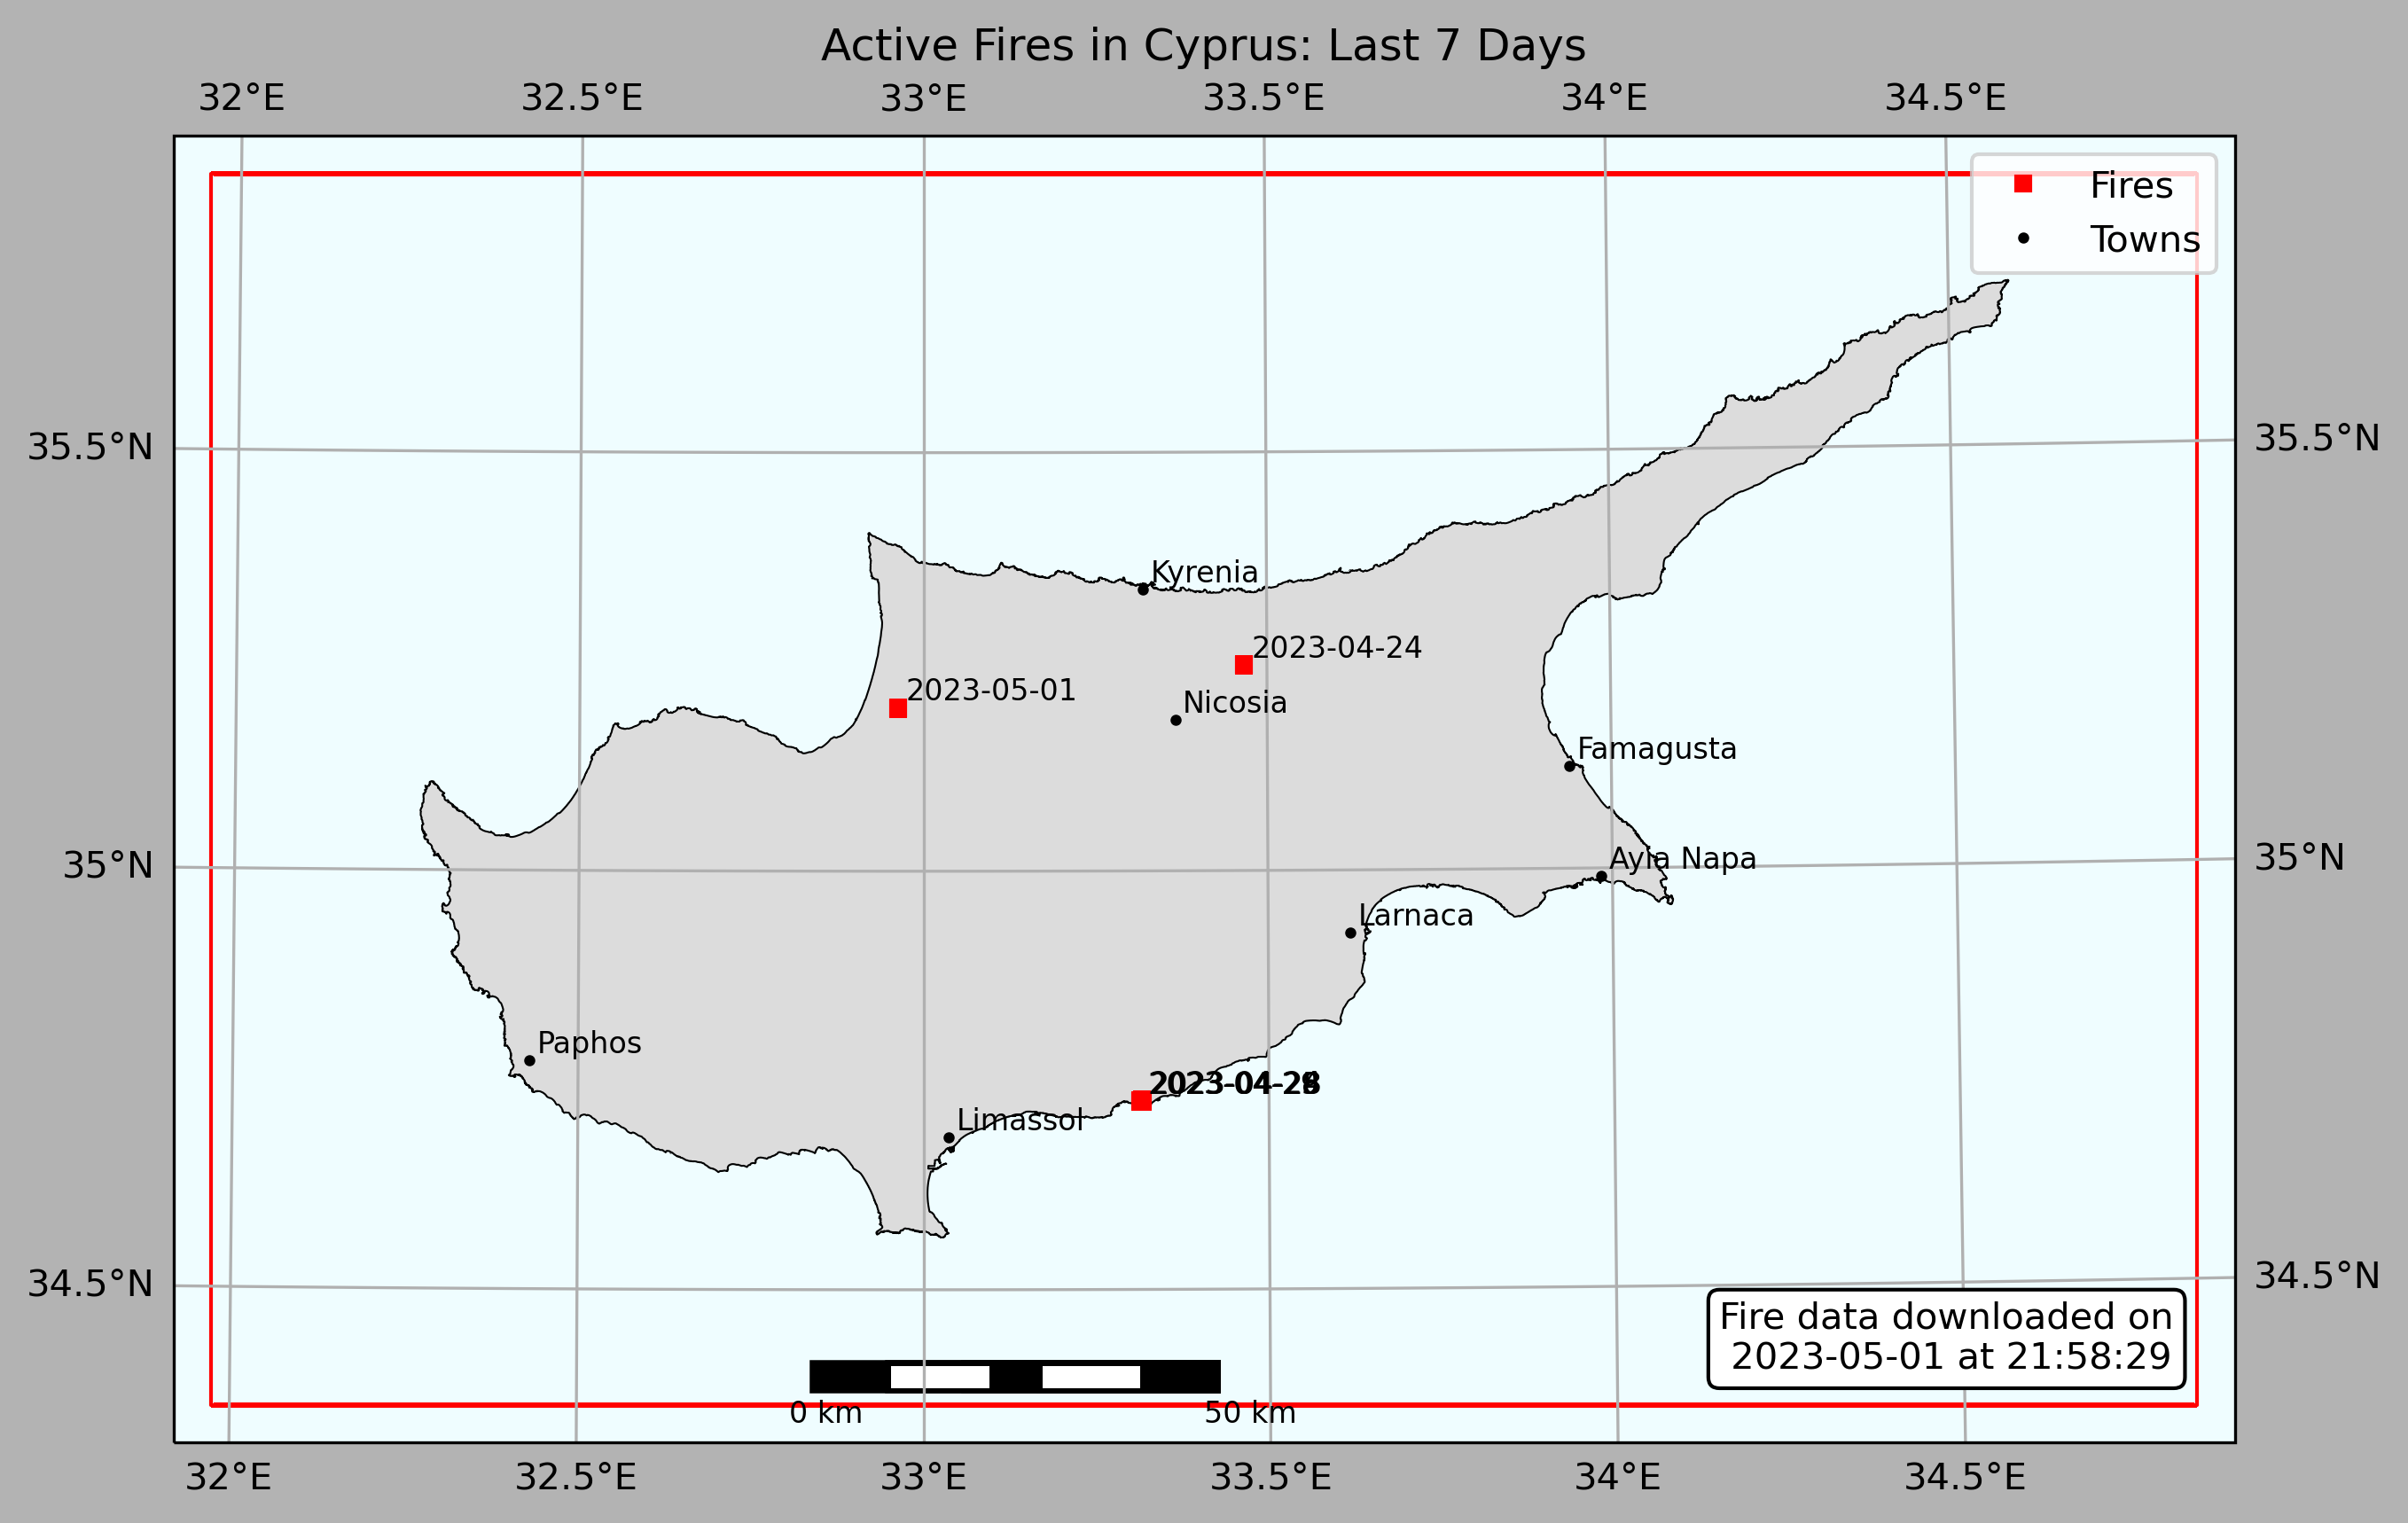 Active Fires in Cyprus: Last 7 Days
32°E 32.5°E 33°E 33.5°E 34°E 34.5°E
Fires
Towns
35.5°N 35.5°N
Kyrenia
2023-04-24
2023-05-01
Nicosia
Famagusta
35°N 35°N
Ayia Napa
Larnaca
Paphos
Limassol
34.5°N 34.5°N
Fire data downloaded on
2023-05-01 at 21:58:29
0 km 50 km
32°E 32.5°E 33°E 33.5°E 34°E 34.5°E